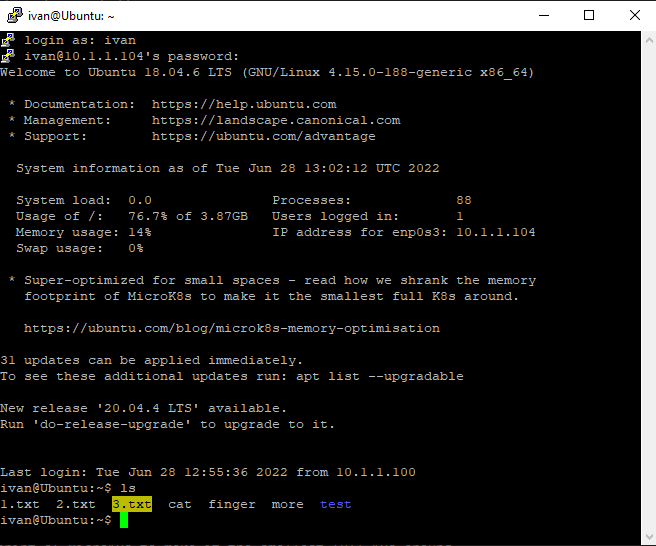 ivan@Ubuntu: ~
login as: ivan
ivan@10.1.1.104's password:
Welcome to Ubuntu 18.04.6 LTS (GNU/Linux 4.15.0-188-generic x86_64)
* Documentation:  https://help.ubuntu.com
* Management:     https://landscape.canonical.com
* Support:        https://ubuntu.com/advantage
System information as of Tue Jun 28 13:02:12 UTC 2022
System load:  0.0               Processes:             88
Usage of /:   76.7% of 3.87GB   Users logged in:       1
Memory usage: 14%               IP address for enp0s3: 10.1.1.104
Swap usage:   0%
* Super-optimized for small spaces - read how we shrank the memory
footprint of MicroK8s to make it the smallest full K8s around.
https://ubuntu.com/blog/microk8s-memory-optimisation
31 updates can be applied immediately.
To see these additional updates run: apt list --upgradable
New release '20.04.4 LTS' available.
Run 'do-release-upgrade' to upgrade to it.
Last login: Tue Jun 28 12:55:36 2022 from 10.1.1.100
ivan@Ubuntu:~$ ls
1.txt  2.txt  3.txt  cat  finger  more  test
ivan@Ubuntu:~$